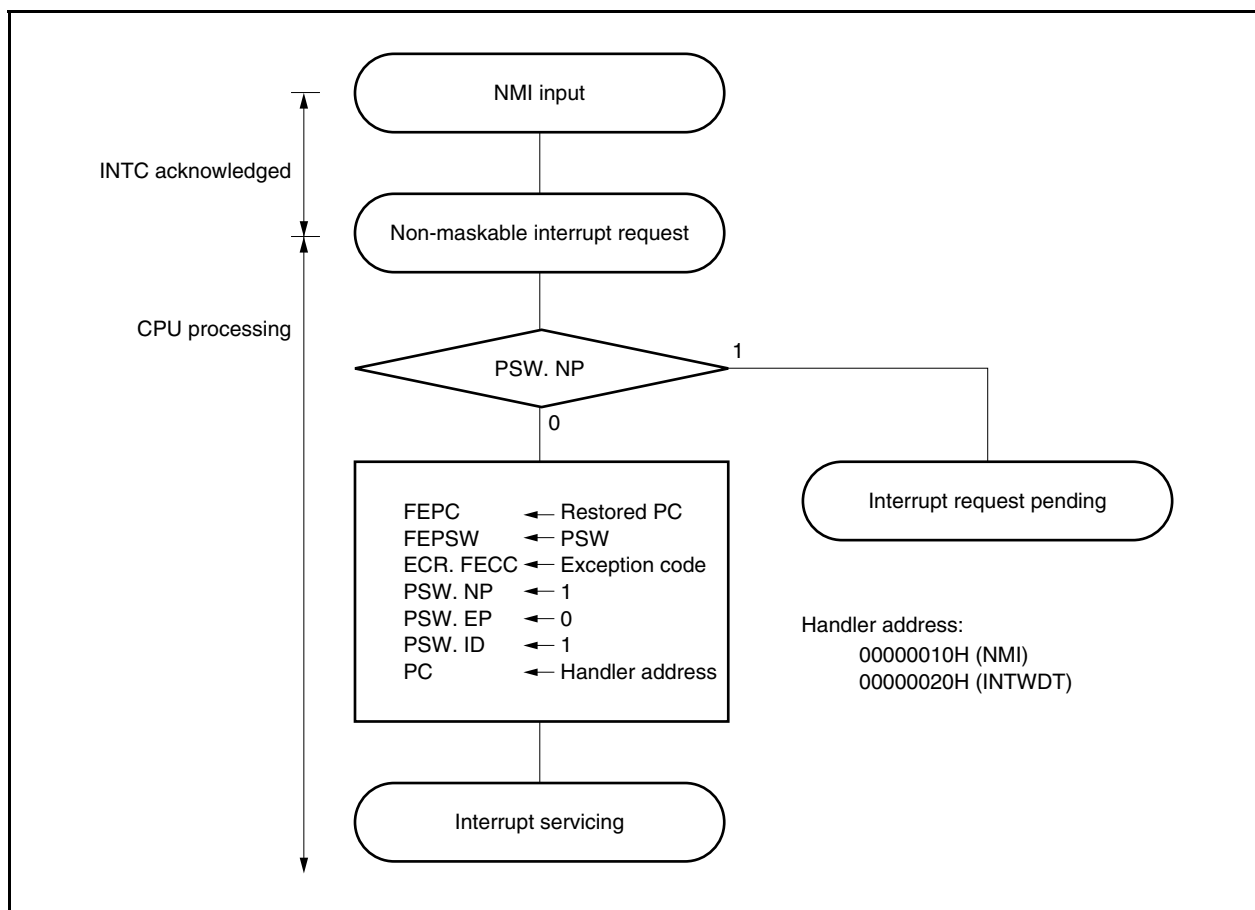 NMI input
INTC acknowledged
Non-maskable interrupt request
CPU processing
PSW. NP
1
0
FEPC ← Restored PC
FEPSW ← PSW
ECR. FECC ← Exception code
PSW. NP ← 1
PSW. EP ← 0
PSW. ID ← 1
PC ← Handler address
Interrupt request pending
Handler address:
00000010H (NMI)
00000020H (INTWDT)
Interrupt servicing